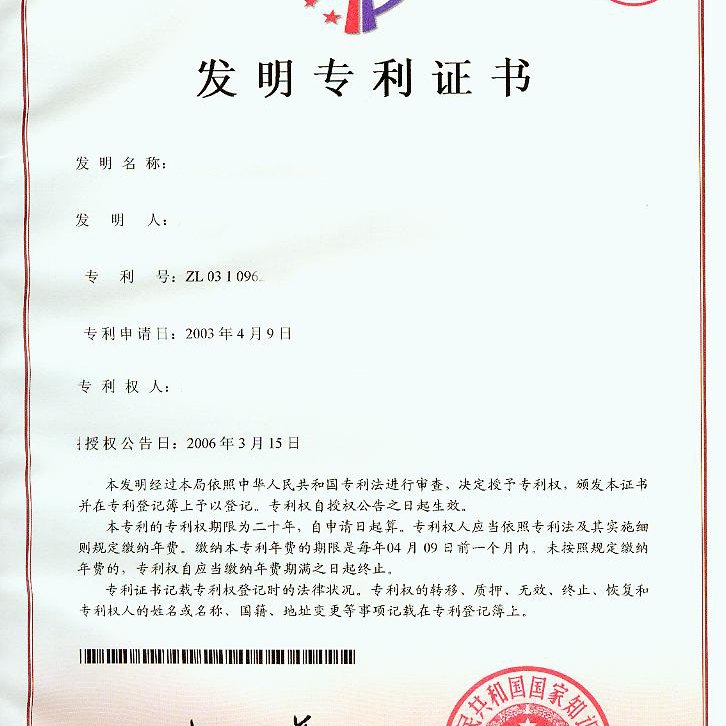 发明专利证书
发明名称:
发明人:
专利号: ZL 03 1 096
专利申请日: 2003 年 4 月 9 日
专利权人:
授权公告日: 2006 年 3 月 15 日
本发明经过本局依照中华人民共和国专利法进行审查, 决定授予专利权, 颁发本证书
并在专利登记簿上予以登记。专利权自授权公告之日起生效。
本专利的专利权期限为二十年, 自申请日起算。专利权人应当依照专利法及其实施细
则规定缴纳年费。缴纳本专利年费的期限是每年04 月 09 日前一个月内。未按照规定缴纳
年费的, 专利权自应当缴纳年费期满之日起终止。
专利证书记载专利权登记时的法律状况。专利权的转移、质押、无效、终止、恢复和
专利权人的姓名或名称、国籍、地址变更等事项记载在专利登记簿上。
民共和国国家知识